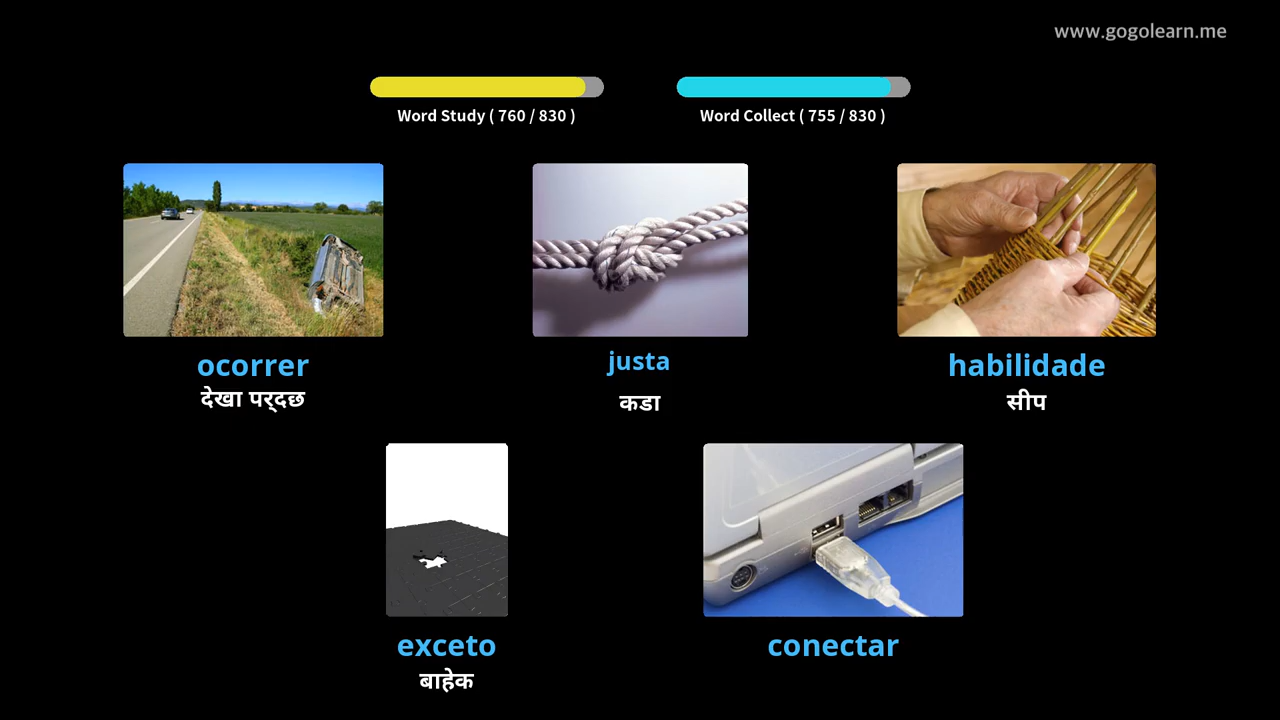 www.gogolearn.me
Word Study ( 760 / 830 )
Word Collect ( 755 / 830 )
ocorrer
देखा पर्‍दछ
justa
कडा
habilidade
सीप
exceto
बाहेक
conectar